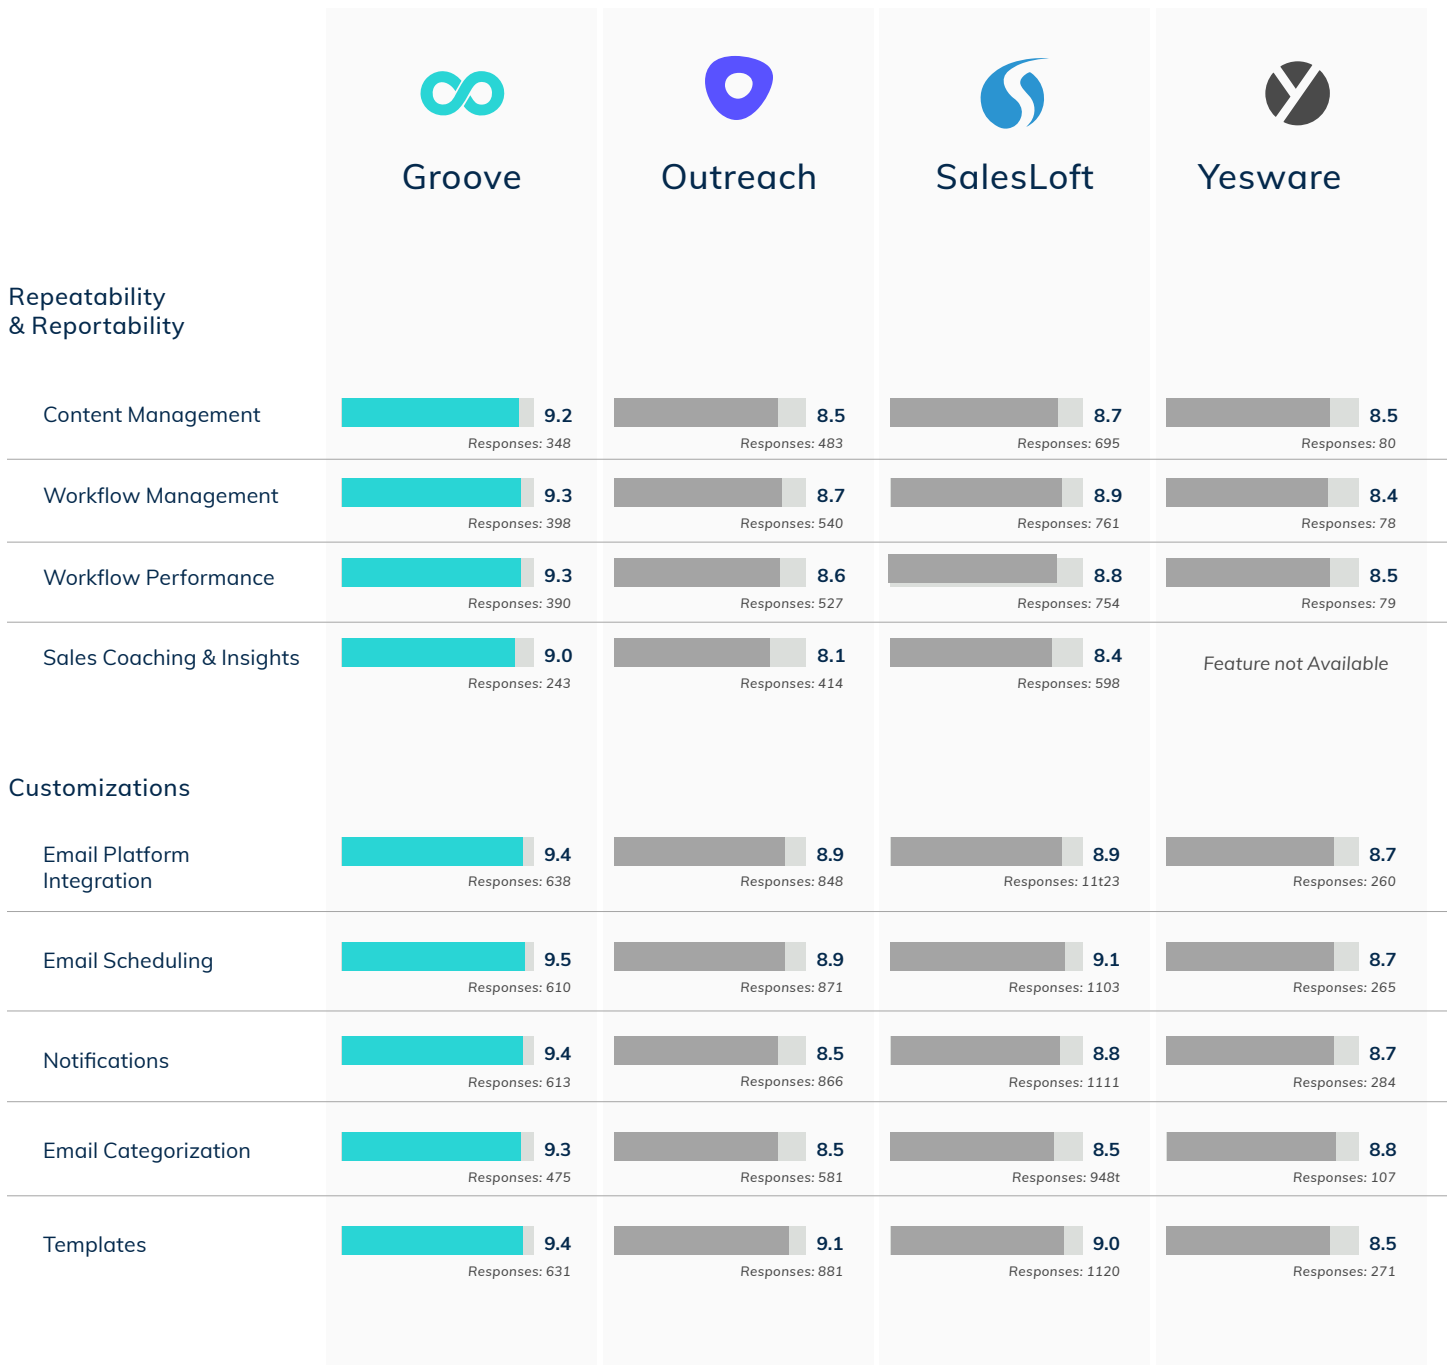 Groove Outreach SalesLoft Yesware
Repeatability
& Reportability
Content Management 9.2 8.5 8.7 8.5
Responses: 348 Responses: 483 Responses: 695 Responses: 80
Workflow Management 9.3 8.7 8.9 8.4
Responses: 398 Responses: 540 Responses: 761 Responses: 78
Workflow Performance 9.3 8.6 8.8 8.5
Responses: 390 Responses: 527 Responses: 754 Responses: 79
Sales Coaching & Insights 9.0 8.1 8.4 Feature not Available
Responses: 243 Responses: 414 Responses: 598
Customizations
Email Platform 9.4 8.9 8.9 8.7
Integration Responses: 638 Responses: 848 Responses: 11t23 Responses: 260
Email Scheduling 9.5 8.9 9.1 8.7
Responses: 610 Responses: 871 Responses: 1103 Responses: 265
Notifications 9.4 8.5 8.8 8.7
Responses: 613 Responses: 866 Responses: 1111 Responses: 284
Email Categorization 9.3 8.5 8.5 8.8
Responses: 475 Responses: 581 Responses: 948t Responses: 107
Templates 9.4 9.1 9.0 8.5
Responses: 631 Responses: 881 Responses: 1120 Responses: 271